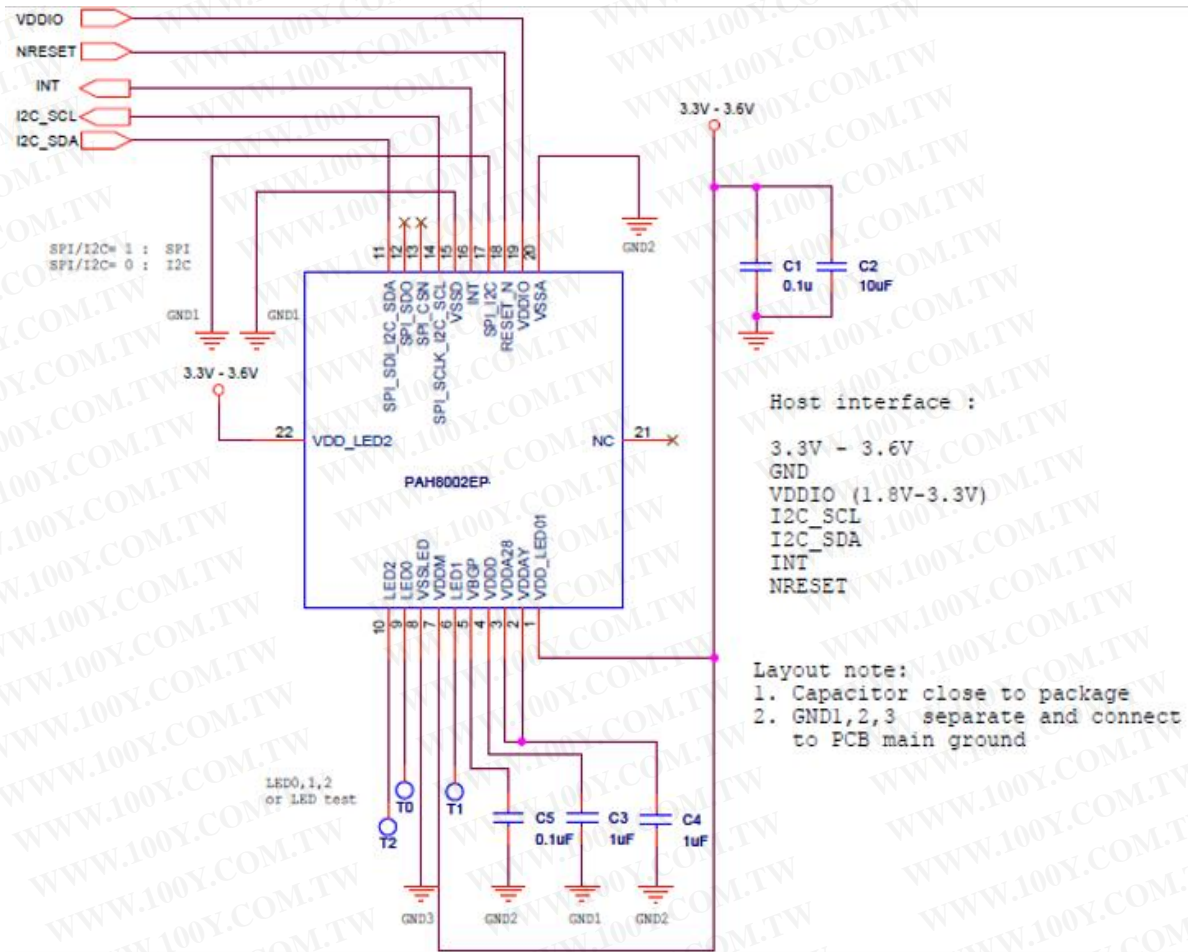 VDDIO
NRESET
INT
I2C_SCL
I2C_SDA
3.3V - 3.6V
GND2
SPI/I2C= 1 : SPI
SPI/I2C= 0 : I2C
GND1
GND1
11
12
13
14
15
16
17
18
19
20
SPI_SDI_I2C_SDA
SPI_SDO
SPI_CSN
SPI_SCLK_I2C_SCL
VSSD
INT
SPI_I2C
RESET_N
VDDIO
VSSA
C1
0.1u
C2
10uF
3.3V - 3.6V
22
VDD_LED2
NC
21
PAH8002EP
Host interface :
3.3V - 3.6V
GND
VDDIO (1.8V-3.3V)
I2C_SCL
I2C_SDA
INT
NRESET
LED2
LED0
VSSLED
VDDM
LED1
VBGP
VDDD
VDDA28
VDDAY
VDD_LED01
10
9
8
7
6
5
4
3
2
1
Layout note:
1. Capacitor close to package
2. GND1,2,3 separate and connect
to PCB main ground
LED0,1,2
or LED test
T0
T1
T2
C5
0.1uF
C3
1uF
C4
1uF
GND3
GND2
GND1
GND2
WWW.100Y.COM.TW